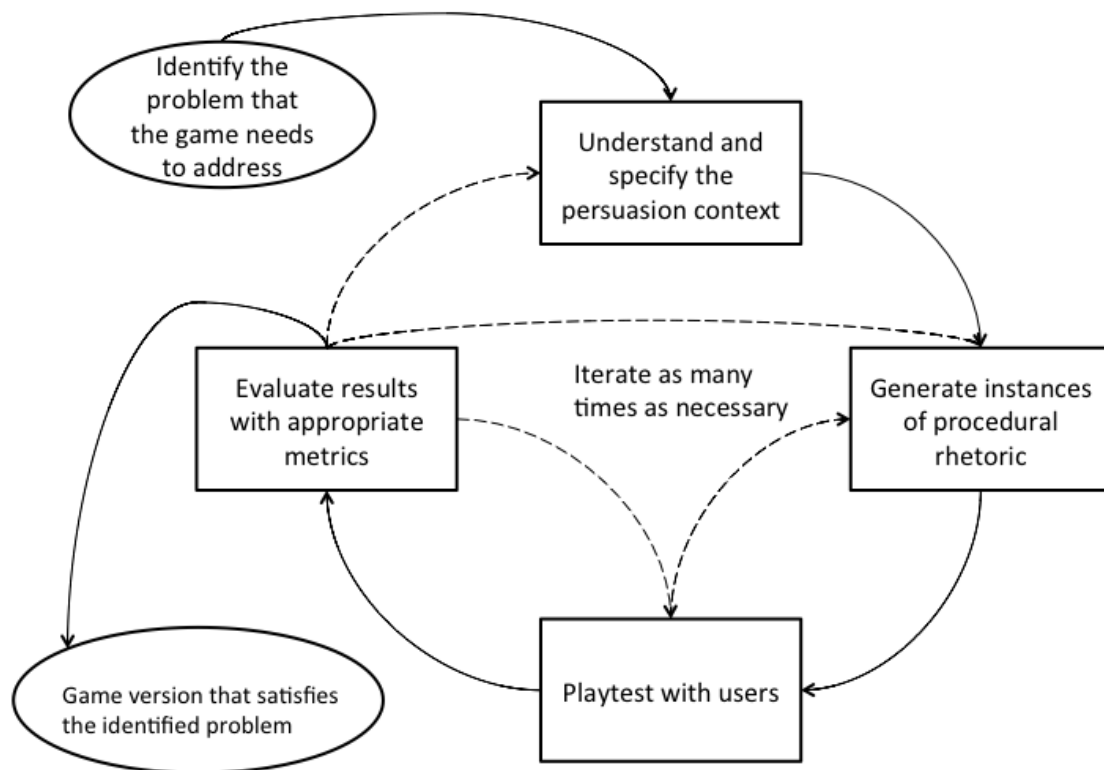 Identify the
problem that
the game needs
to address
Understand and
specify the
persuasion context
Evaluate results
with appropriate
metrics
Iterate as many
times as necessary
Generate instances
of procedural
rhetoric
Game version that satisfies
the identified problem
Playtest with users